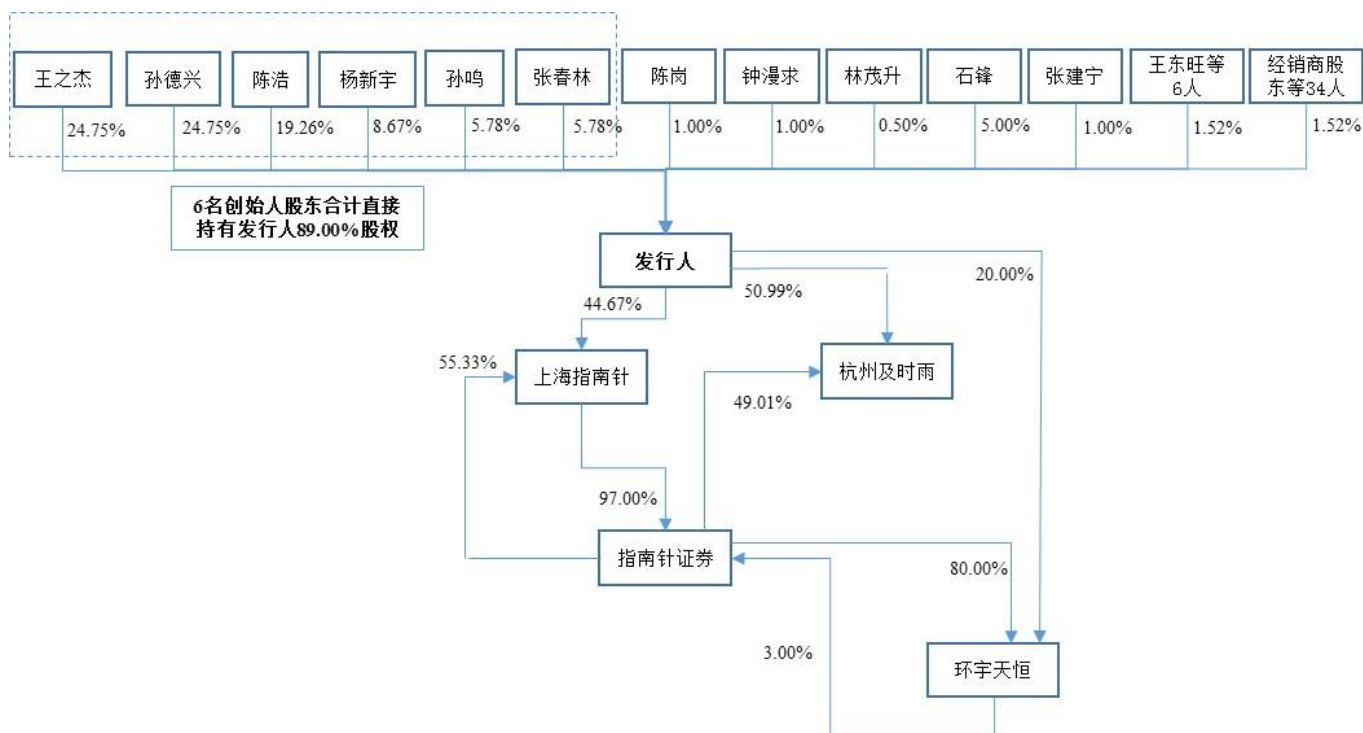 王之杰
孙德兴
陈浩
杨新宇
孙鸣
张春林
陈岗
钟漫求
林茂升
石锋
张建宁
王东旺等
6人
经销商股
东等34人
24.75%
24.75%
19.26%
8.67%
5.78%
5.78%
1.00%
1.00%
0.50%
5.00%
1.00%
1.52%
1.52%
6名创始人股东合计直接
持有发行人89.00%股权
发行人
44.67%
50.99%
20.00%
55.33%
上海指南针
杭州及时雨
49.01%
97.00%
指南针证券
80.00%
3.00%
环宇天恒